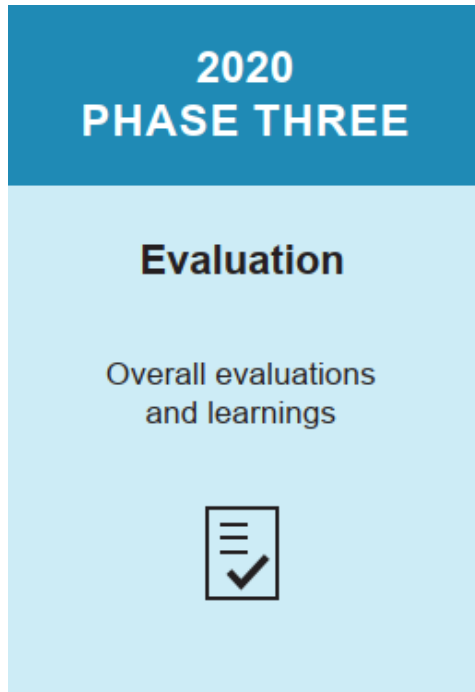 2020
PHASE THREE
Evaluation
Overall evaluations
and learnings